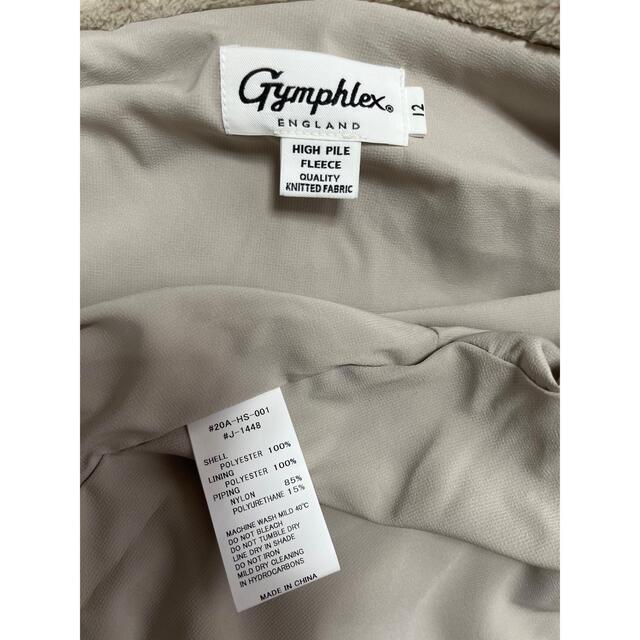 Gymphlex®
ENGLAND
12
HIGH PILE
FLEECE
QUALITY
KNITTED FABRIC
#20A-HS-001
#J-1448
SHELL
POLYESTER 100%
LINING
POLYESTER 100%
PIPING
NYLON 85%
POLYURETHANE 15%
MACHINE WASH MILD 40℃
DO NOT BLEACH
DO NOT TUMBLE DRY
LINE DRY IN SHADE
DO NOT IRON
MILD DRY CLEANING
IN HYDROCARBONS
MADE IN CHINA